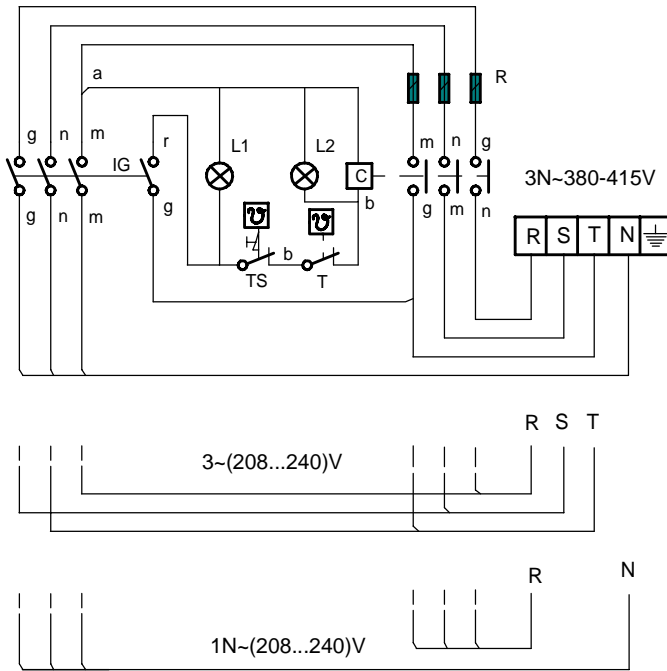 R
a
g n m
r
L1
L2
m n g
IG
C
3N~380-415V
b
g n m
g
g m n
R S T N
TS
b
T
R S T
3~(208...240)V
R
N
1N~(208...240)V